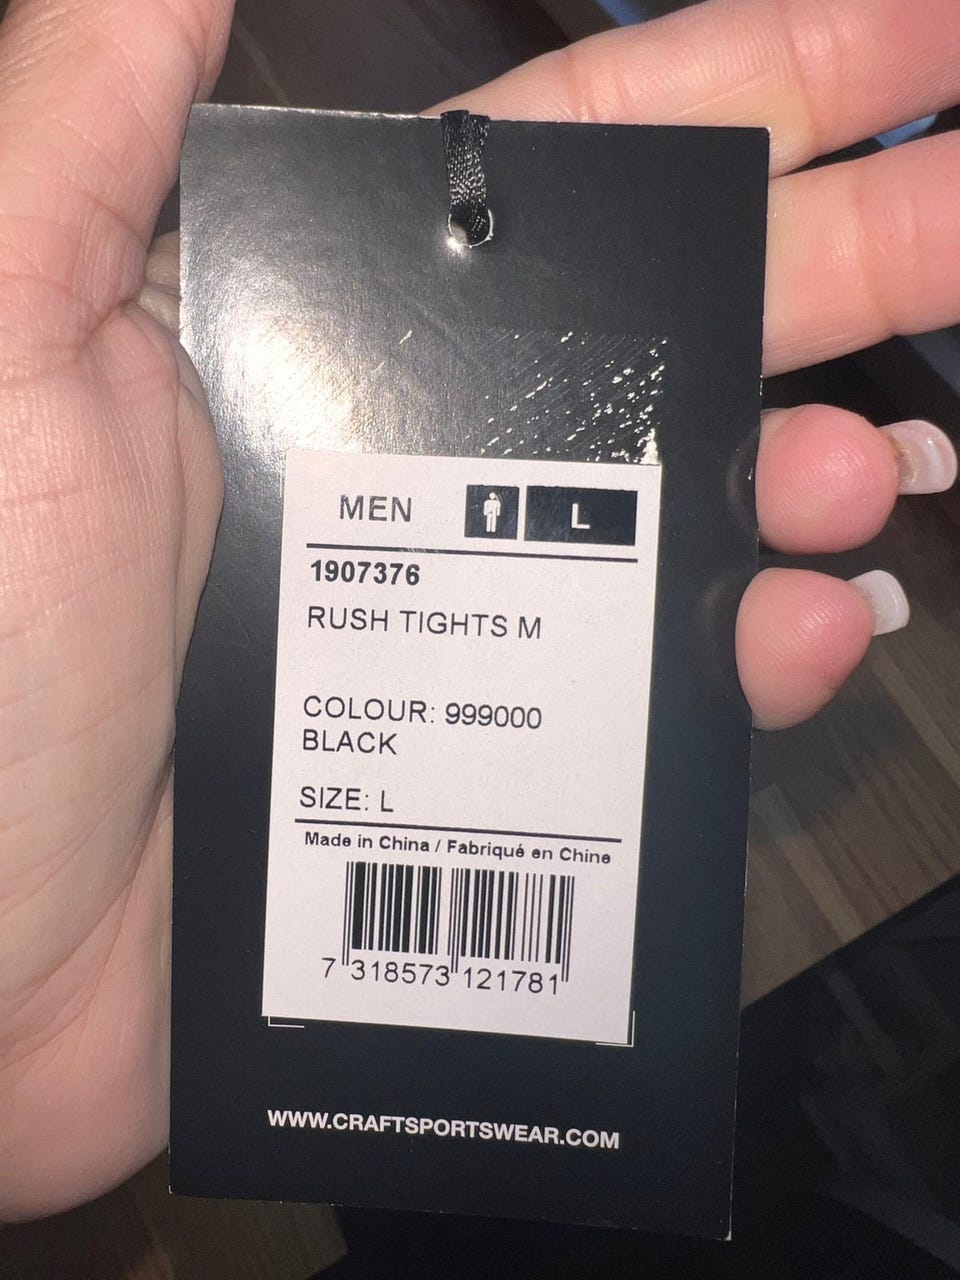 MEN L
1907376
RUSH TIGHTS M
COLOUR: 999000
BLACK
SIZE: L
Made in China / Fabriqué en Chine
7 318573 121781
WWW.CRAFTSPORTSWEAR.COM